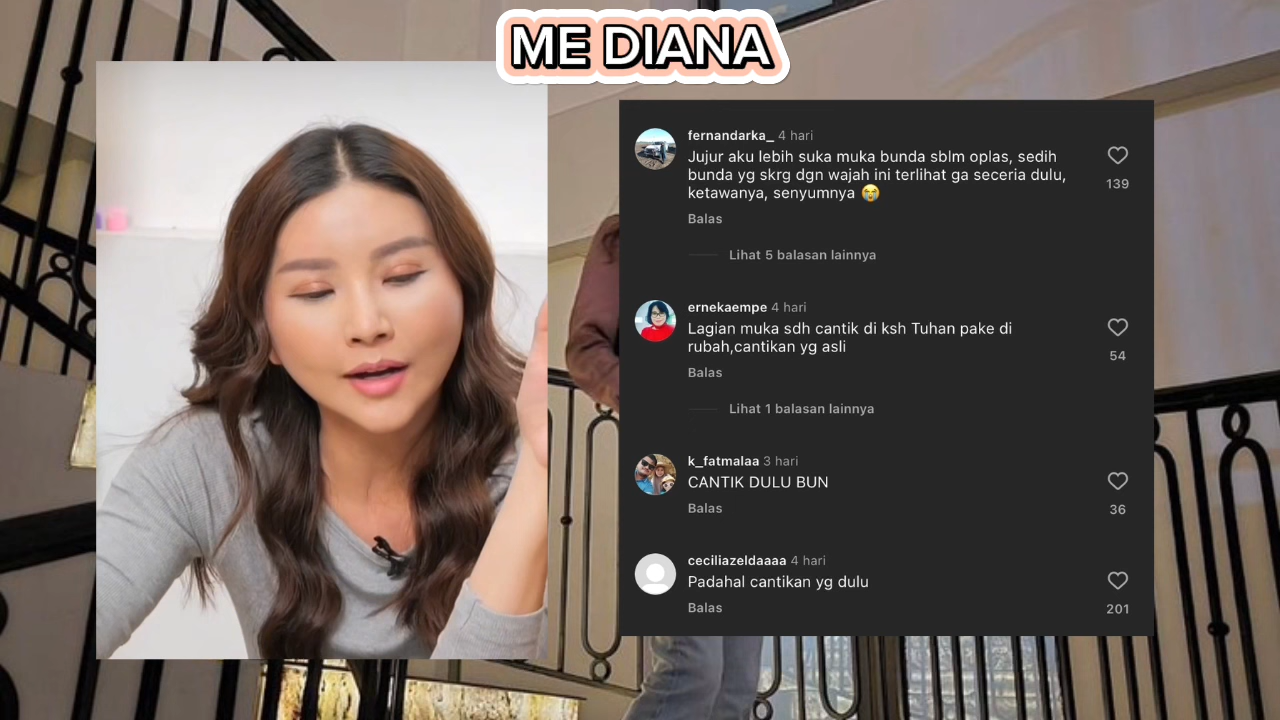 ME DIANA
fernandarka_ 4 hari
Jujur aku lebih suka muka bunda sblm oplas, sedih
bunda yg skrg dgn wajah ini terlihat ga seceria dulu,
ketawanya, senyumnya 😭
139
Balas
Lihat 5 balasan lainnya
ernekaempe 4 hari
Lagian muka sdh cantik di ksh Tuhan pake di
rubah,cantikan yg asli
54
Balas
Lihat 1 balasan lainnya
k_fatmalaa 3 hari
CANTIK DULU BUN
36
Balas
ceciliazeldaaaa 4 hari
Padahal cantikan yg dulu
201
Balas